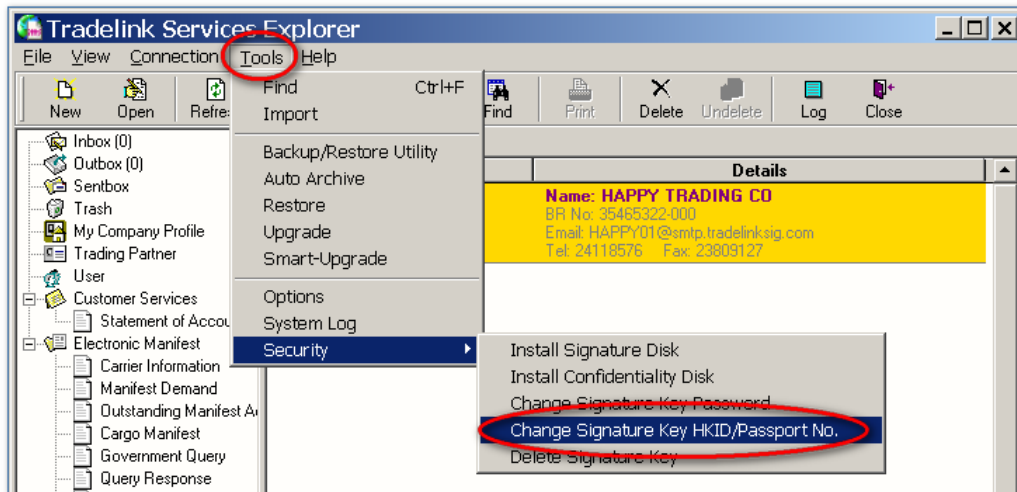 Tradelink Services Explorer
File View Connection Tools Help
New Open Refre Find Print Delete Undelete Log Close
Find Ctrl+F
Import
Backup/Restore Utility
Auto Archive
Restore
Upgrade
Smart-Upgrade
Options
System Log
Security
Install Signature Disk
Install Confidentiality Disk
Change Signature Key Password
Change Signature Key HKID/Passport No.
Delete Signature Key
Inbox (0)
Outbox (0)
Sentbox
Trash
My Company Profile
Trading Partner
User
Customer Services
Statement of Accou
Electronic Manifest
Carrier Information
Manifest Demand
Outstanding Manifest A
Cargo Manifest
Government Query
Query Response
Details
Name: HAPPY TRADING CO
BR No: 35465322-000
Email: HAPPY01@smtp.tradelinksig.com
Tel: 24118576 Fax: 23809127